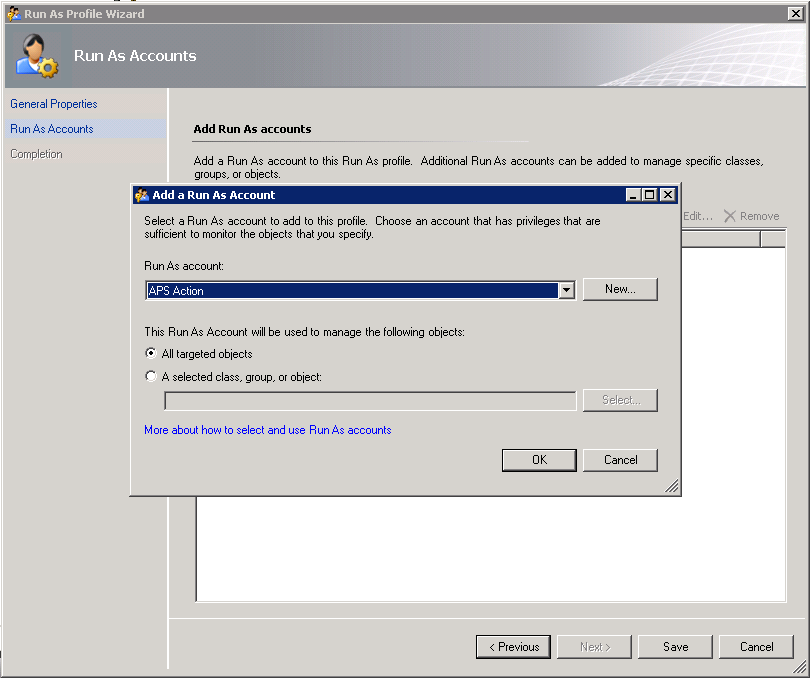 Run As Profile Wizard
Run As Accounts
General Properties
Run As Accounts
Completion
Add Run As accounts
Add a Run As account to this Run As profile.  Additional Run As accounts can be added to manage specific classes,
groups, or objects.
Edit...
Remove
Add a Run As Account
Select a Run As account to add to this profile.  Choose an account that has privileges that are
sufficient to monitor the objects that you specify.
Run As account:
APS Action
New...
This Run As Account will be used to manage the following objects:
All targeted objects
A selected class, group, or object:
Select...
More about how to select and use Run As accounts
OK
Cancel
< Previous
Next >
Save
Cancel